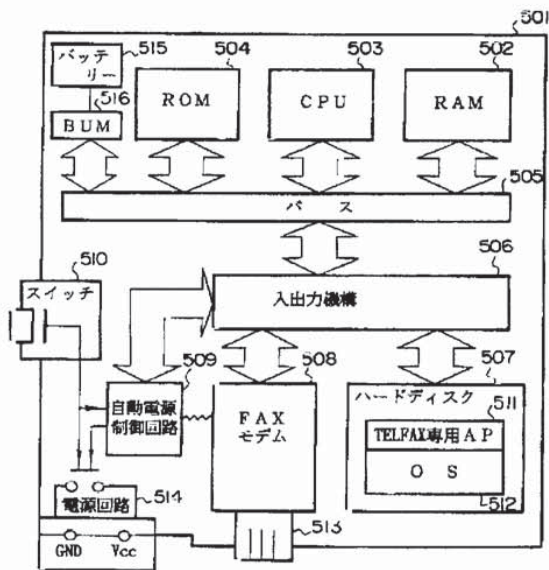 501
515
504
503
502
バッテリー
516
ROM
CPU
RAM
BUM
505
バ ス
506
510
スイッチ
入出力機構
509
508
507
自動電源
制御回路
FAX
モデム
ハードディスク
511
TELFAX専用AP
O S
512
電源回路
514
513
GND
Vcc